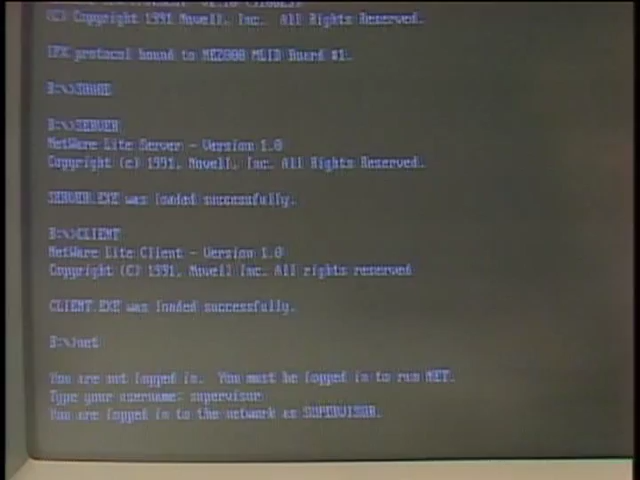 (C) Copyright 1991 Novell, Inc. All Rights Reserved.
IPX protocol bound to NE2000 MLID Board #1.
B:\>SHARE
B:\>SERVER
NetWare Lite Server - Version 1.0
Copyright (c) 1991, Novell, Inc. All Rights Reserved.
SERVER.EXE was loaded successfully.
B:\>CLIENT
NetWare Lite Client - Version 1.0
Copyright (C) 1991, Novell Inc. All rights reserved
CLIENT.EXE was loaded successfully.
B:\>net
You are not logged in. You must be logged in to run NET.
Type your username: supervisor
You are logged in to the network as SUPERVISOR.